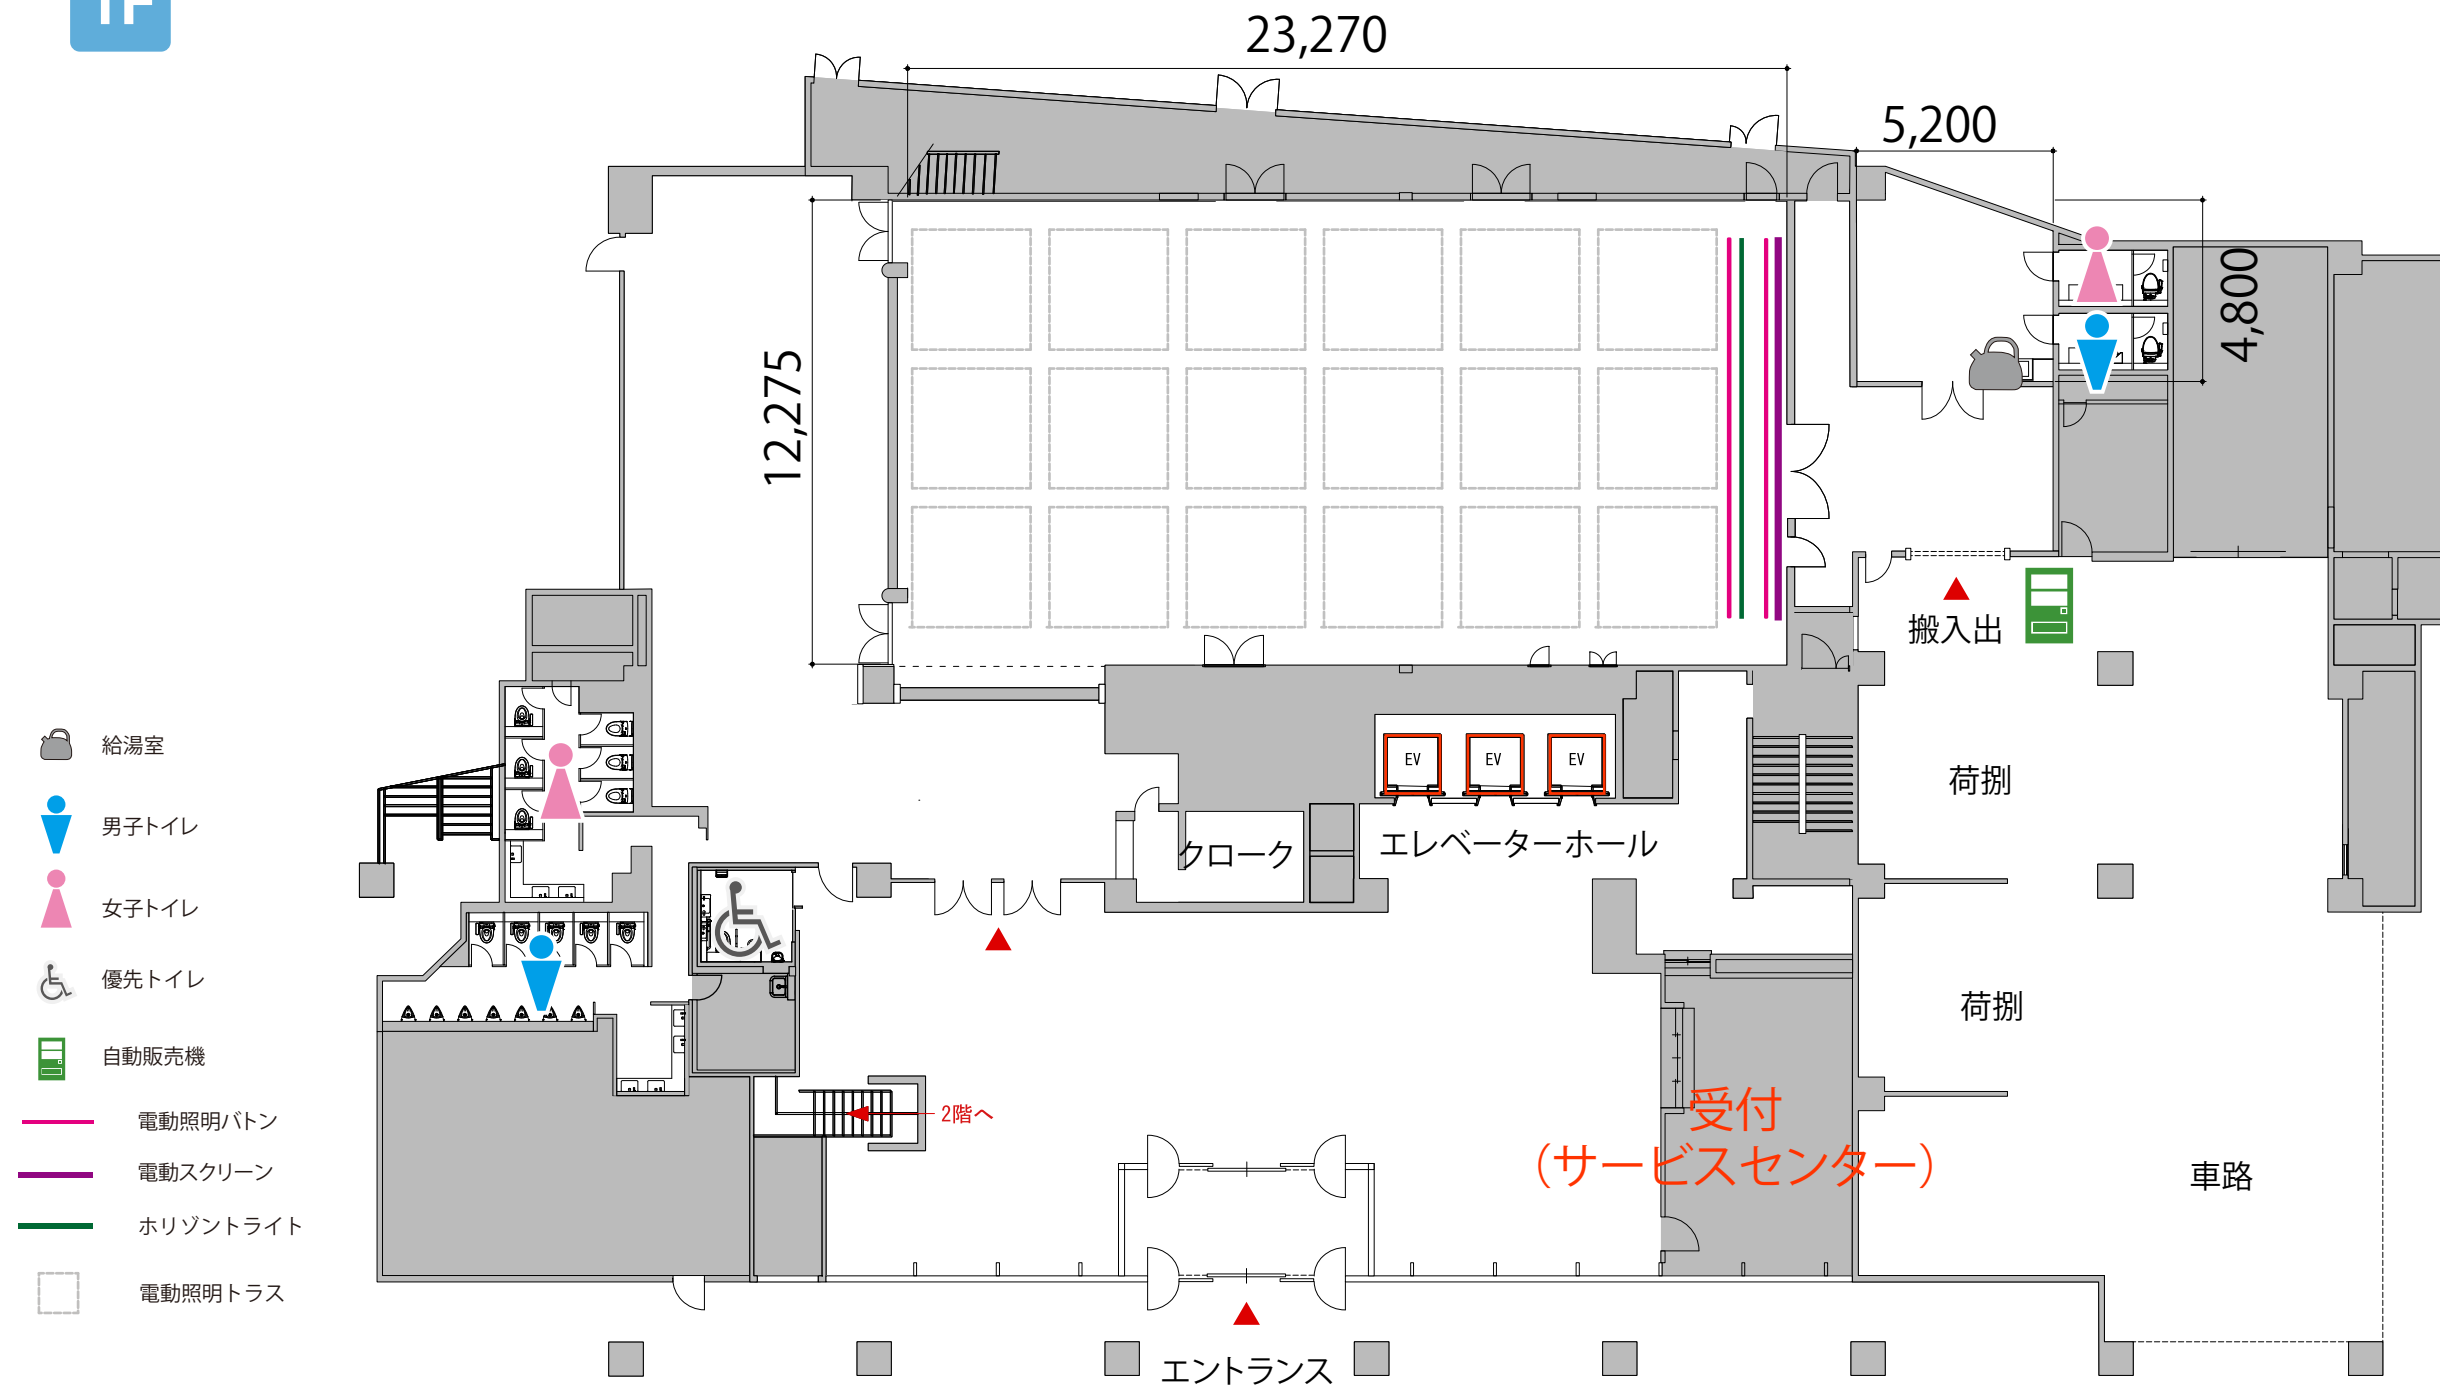 1F
23,270
5,200
4,800
12,275
搬入出
給湯室
男子トイレ
女子トイレ
優先トイレ
自動販売機
電動照明バトン
電動スクリーン
ホリゾントライト
電動照明トラス
EV
EV
EV
エレベーターホール
クローク
荷捌
荷捌
2階へ
受付
（サービスセンター）
車路
エントランス